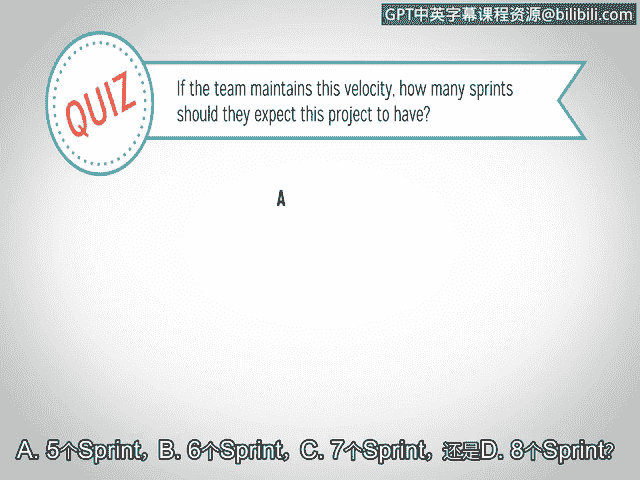 GPT中英字幕课程资源@bilibili.com
QUIZ
If the team maintains this velocity, how many sprints
should they expect this project to have?
A
A. 5个Sprint，B. 6个Sprint，C. 7个Sprint，还是D. 8个Sprint？